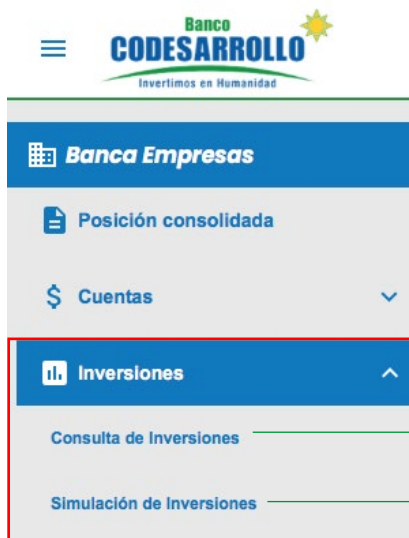 Banco
CODESARROLLO
Invertimos en Humanidad
Banca Empresas
Posición consolidada
$ Cuentas
Inversiones
Consulta de Inversiones
Simulación de Inversiones